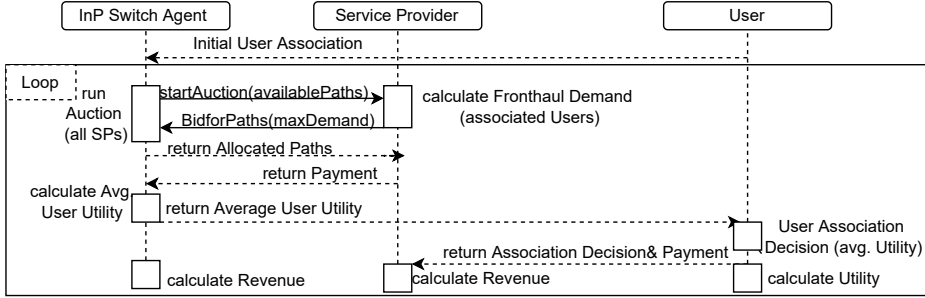 InP Switch Agent
Service Provider
User
Initial User Association
Loop
run
Auction
(all SPs)
startAuction(availablePaths)
calculate Fronthaul Demand
(associated Users)
BidforPaths(maxDemand)
return Allocated Paths
return Payment
calculate Avg
User Utility
return Average User Utility
User Association
Decision (avg. Utility)
return Association Decision& Payment
calculate Revenue
calculate Revenue
calculate Utility